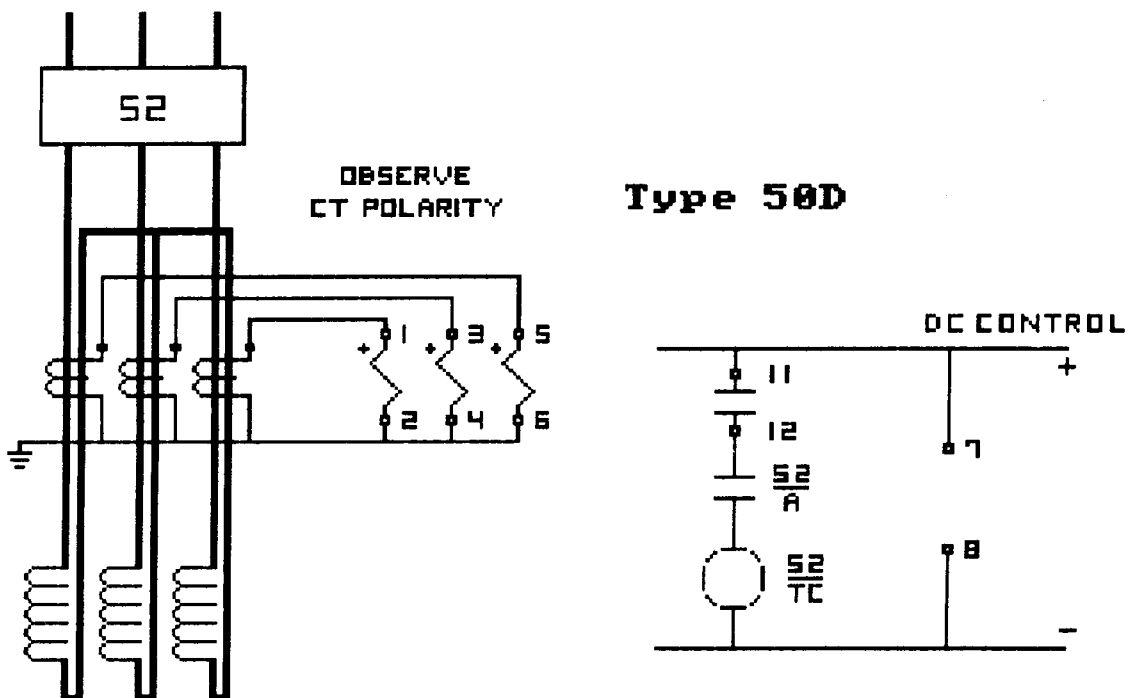 52
OBSERVE
CT POLARITY
Type 50D
1 3 5
+ + +
2 4 6
DC CONTROL
+
11
12
7
52
A
8
52
TC
-